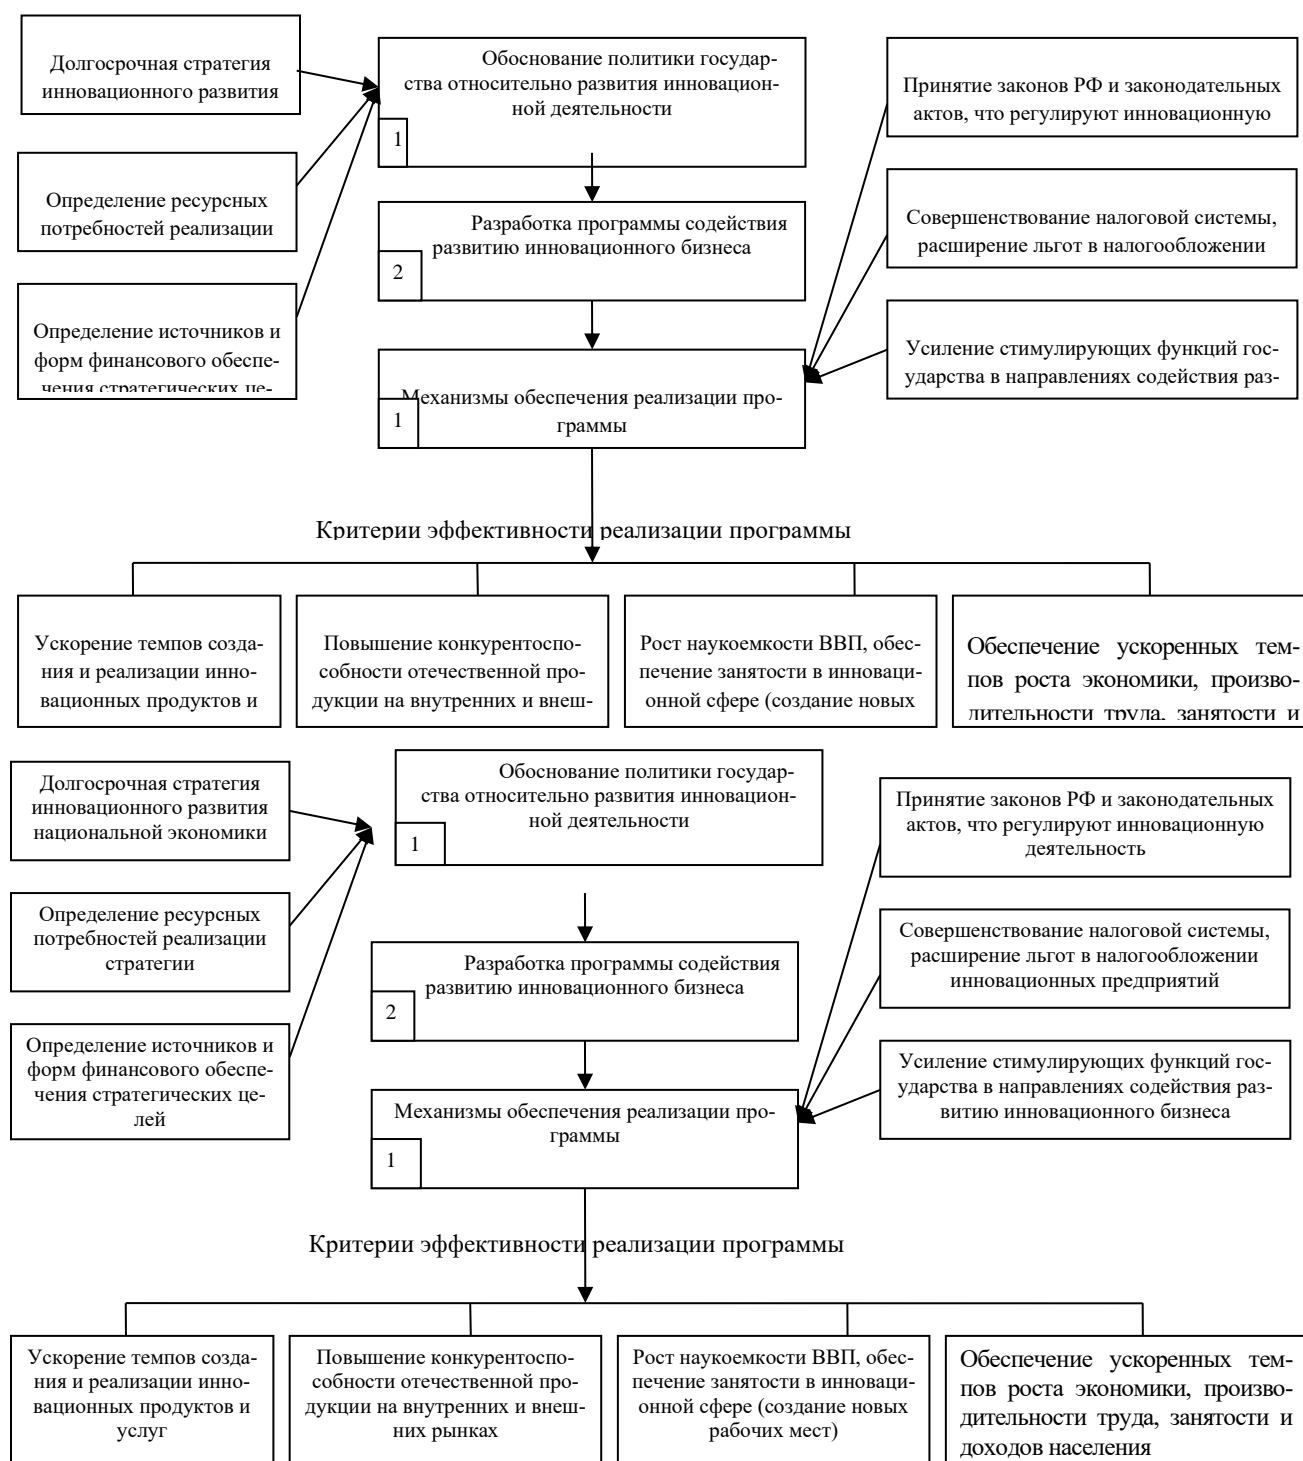 Долгосрочная стратегия
инновационного развития
Обоснование политики государ-
ства относительно развития инновацион-
ной деятельности
1
Принятие законов РФ и законодательных
актов, что регулируют инновационную
Определение ресурсных
потребностей реализации
Разработка программы содействия
развитию инновационного бизнеса
2
Совершенствование налоговой системы,
расширение льгот в налогообложении
Определение источников и
форм финансового обеспе-
чения стратегических це-
Механизмы обеспечения реализации про-
граммы
1
Усиление стимулирующих функций гос-
ударства в направлениях содействия раз-
Критерии эффективности реализации программы
Ускорение темпов созда-
ния и реализации инно-
вационных продуктов и
Повышение конкурентоспо-
собности отечественной про-
дукции на внутренних и внеш-
Рост наукоемкости ВВП, обес-
печение занятости в инноваци-
онной сфере (создание новых
Обеспечение ускоренных тем-
пов роста экономики, произво-
дительности труда, занятости и
Долгосрочная стратегия
инновационного развития
национальной экономики
Обоснование политики государ-
ства относительно развития инновацион-
ной деятельности
1
Принятие законов РФ и законодательных
актов, что регулируют инновационную
деятельность
Определение ресурсных
потребностей реализации
стратегии
Разработка программы содействия
развитию инновационного бизнеса
2
Совершенствование налоговой системы,
расширение льгот в налогообложении
инновационных предприятий
Определение источников и
форм финансового обеспе-
чения стратегических це-
лей
Механизмы обеспечения реализации про-
граммы
1
Усиление стимулирующих функций гос-
ударства в направлениях содействия раз-
витию инновационного бизнеса
Критерии эффективности реализации программы
Ускорение темпов созда-
ния и реализации инно-
вационных продуктов и
услуг
Повышение конкурентоспо-
собности отечественной про-
дукции на внутренних и внеш-
них рынках
Рост наукоемкости ВВП, обес-
печение занятости в инноваци-
онной сфере (создание новых
рабочих мест)
Обеспечение ускоренных тем-
пов роста экономики, произво-
дительности труда, занятости и
доходов населения